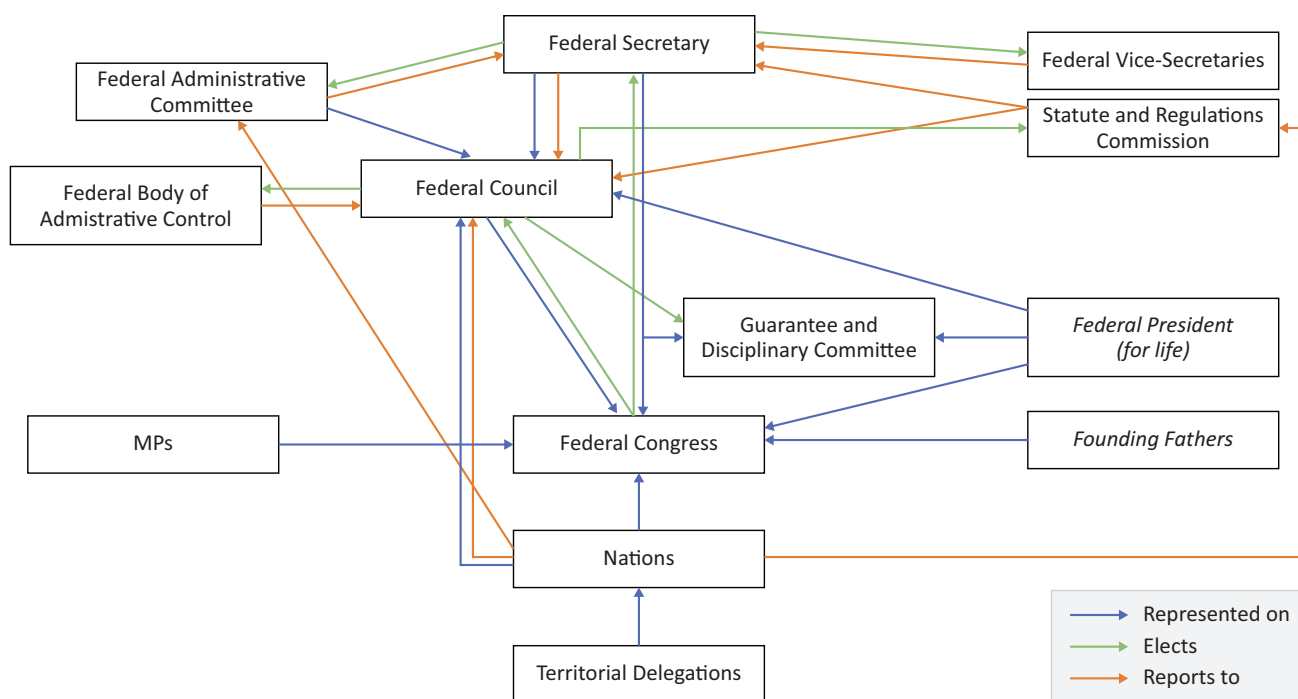 Federal Secretary
Federal Vice-Secretaries
Federal Administrative
Committee
Statute and Regulations
Commission
Federal Council
Federal Body of
Admistrative Control
Guarantee and
Disciplinary Committee
Federal President
(for life)
MPs
Federal Congress
Founding Fathers
Nations
Territorial Delegations
Represented on
Elects
Reports to